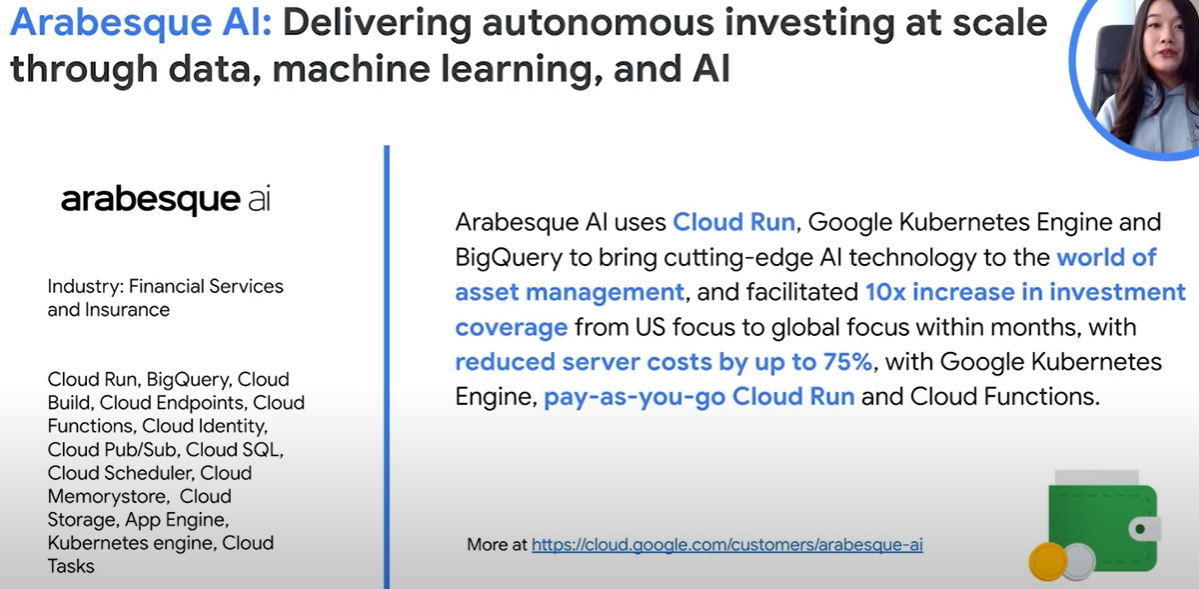 Arabesque AI: Delivering autonomous investing at scale
through data, machine learning, and AI
arabesque ai
Industry: Financial Services
and Insurance
Cloud Run, BigQuery, Cloud
Build, Cloud Endpoints, Cloud
Functions, Cloud Identity,
Cloud Pub/Sub, Cloud SQL,
Cloud Scheduler, Cloud
Memorystore, Cloud
Storage, App Engine,
Kubernetes engine, Cloud
Tasks
Arabesque AI uses Cloud Run, Google Kubernetes Engine and
BigQuery to bring cutting-edge AI technology to the world of
asset management, and facilitated 10x increase in investment
coverage from US focus to global focus within months, with
reduced server costs by up to 75%, with Google Kubernetes
Engine, pay-as-you-go Cloud Run and Cloud Functions.
More at https://cloud.google.com/customers/arabesque-ai